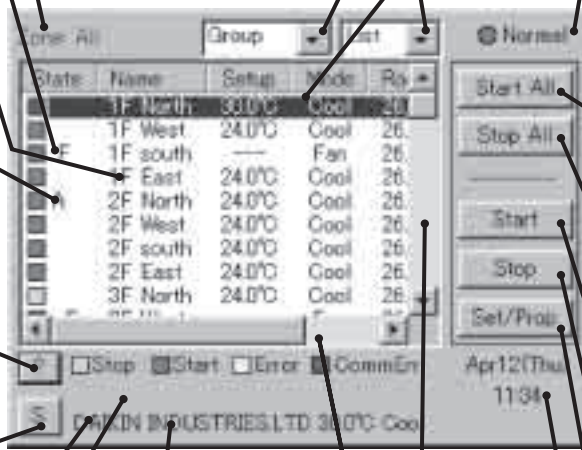 Zone All
Group
List
Normal
State Name Setup Mode Ro
1F North 30.0℃ Cool 26.
1F West 24.0℃ Cool 26.
F 1F south ---- Fan 26.
1F East 24.0℃ Cool 26.
2F North 24.0℃ Cool 26.
2F West 24.0℃ Cool 26.
2F south 24.0℃ Cool 26.
2F East 24.0℃ Cool 26.
3F North 24.0℃ Cool 26.
Start All
Stop All
Start
Stop
Set/Prop.
Stop Start Error CommErr
Apr12(Thu.
11:34
S
DAIKIN INDUSTRIES.LTD 30.0℃ Cool